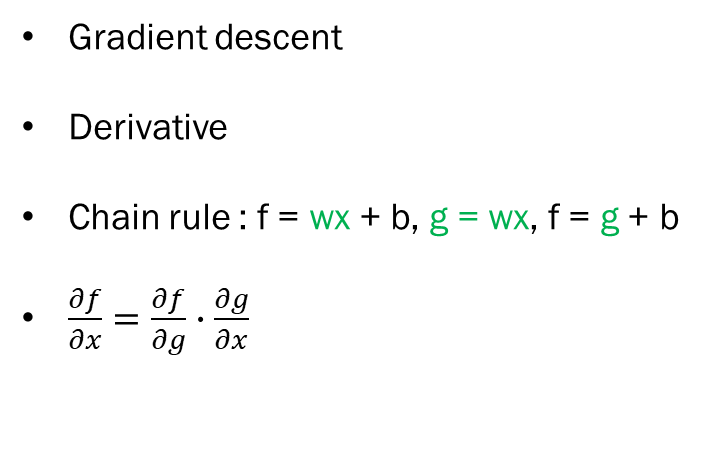 • Gradient descent
• Derivative
• Chain rule : f = wx + b, g = wx, f = g + b
• ∂f/∂x = ∂f/∂g · ∂g/∂x